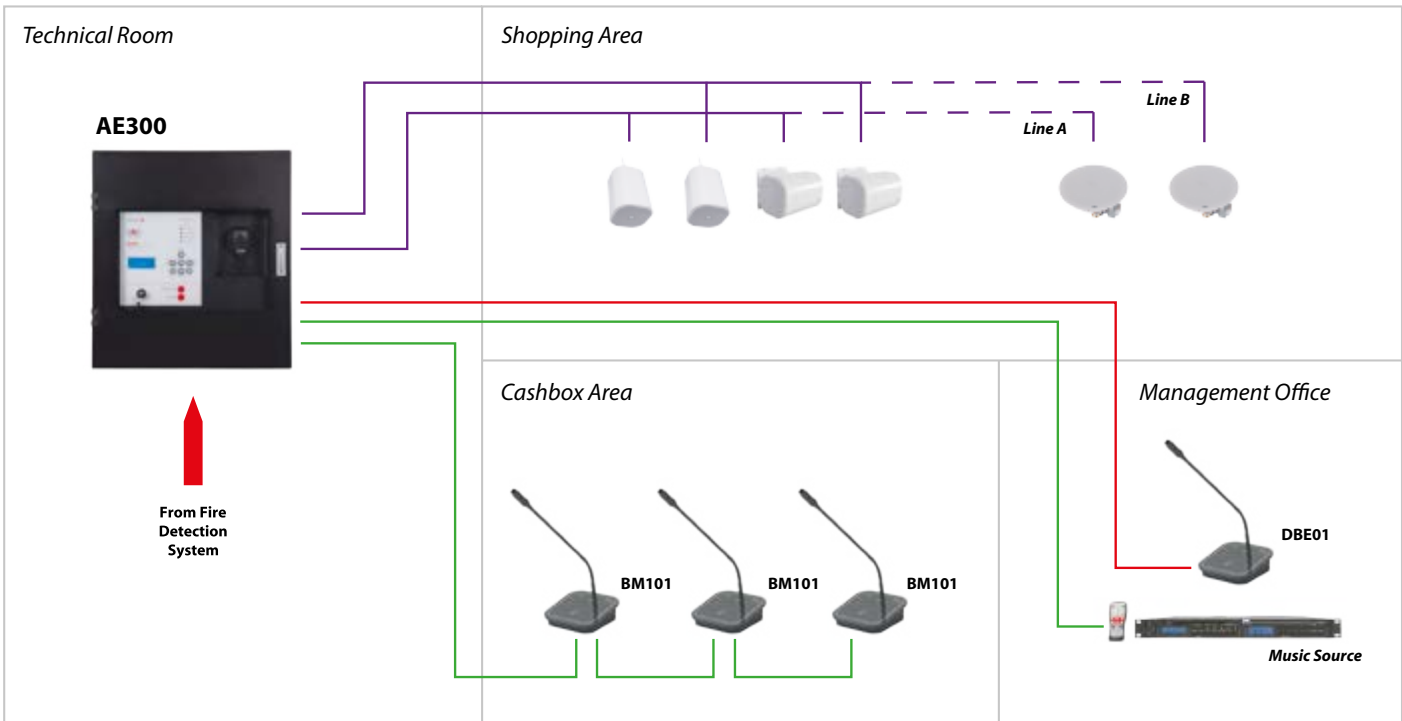 Technical Room
Shopping Area
Line B
Line A
AE300
From Fire
Detection
System
Cashbox Area
Management Office
BM101
BM101
BM101
DBE01
Music Source